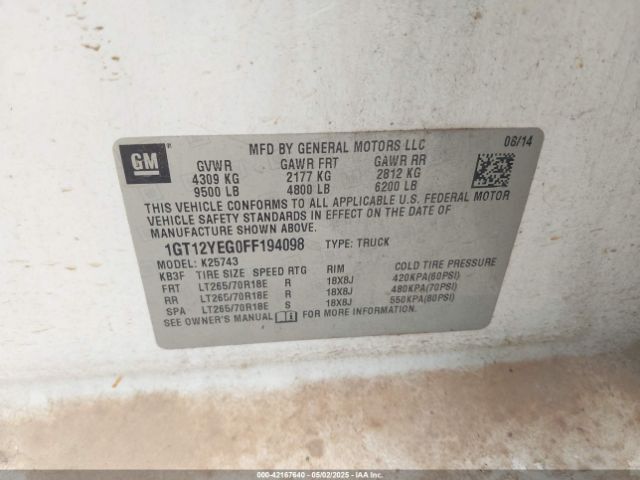 GM
MFD BY GENERAL MOTORS LLC 08/14
GVWR GAWR FRT GAWR RR
4309 KG 2177 KG 2812 KG
9500 LB 4800 LB 6200 LB
THIS VEHICLE CONFORMS TO ALL APPLICABLE U.S. FEDERAL MOTOR
VEHICLE SAFETY STANDARDS IN EFFECT ON THE DATE OF
MANUFACTURE SHOWN ABOVE.
1GT12YEG0FF194098 TYPE: TRUCK
MODEL: K25743
KB3F TIRE SIZE SPEED RTG RIM COLD TIRE PRESSURE
FRT LT265/70R18E R 18X8J 420KPA(60PSI)
RR LT265/70R18E R 18X8J 480KPA(70PSI)
SPA LT265/70R18E S 18X8J 550KPA(80PSI)
SEE OWNER'S MANUAL FOR MORE INFORMATION.
000-42167640 - 05/02/2025 - IAA Inc.